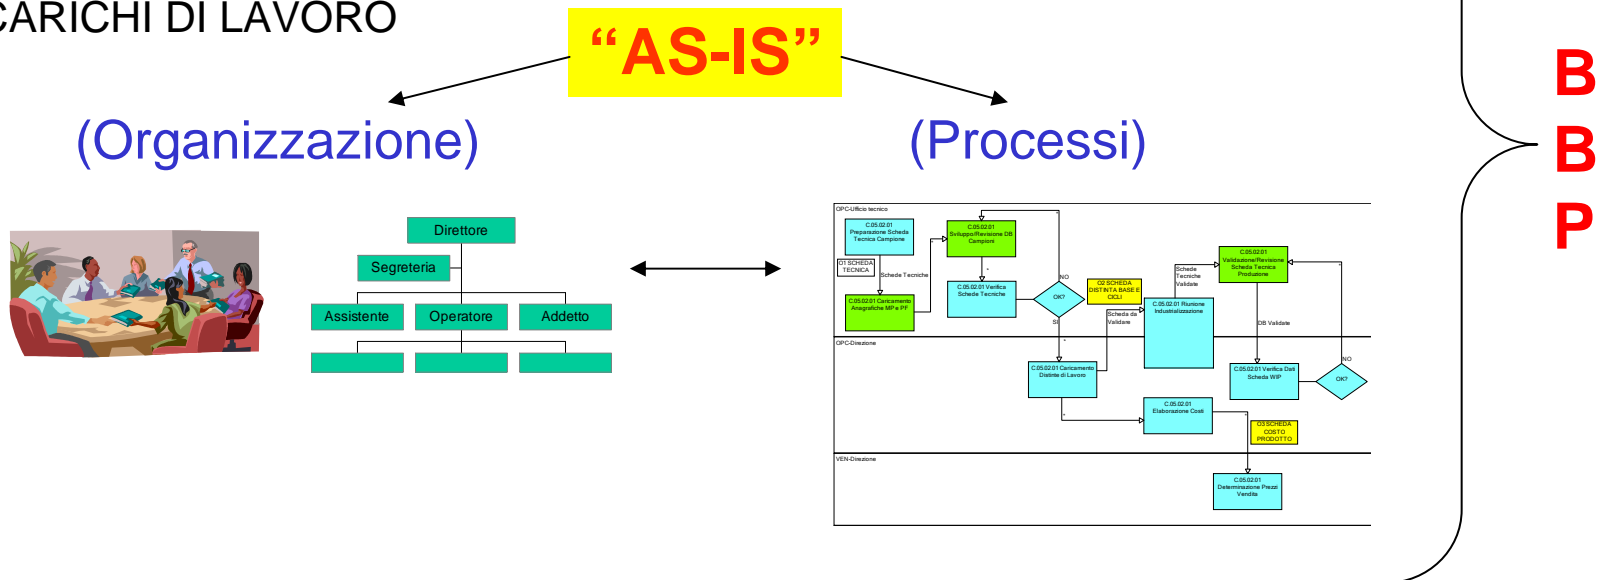 CARICHI DI LAVORO
“AS-IS”
(Organizzazione)
(Processi)
B
B
P
Direttore
Segreteria
Assistente
Operatore
Addetto
OPC-Ufficio tecnico
C.05.02.01
Preparazione Scheda
Tecnica Campione
O1 SCHEDA
TECNICA
Schede Tecniche
C.05.02.01 Caricamento
Anagrafiche MP e PF
C.05.02.01
Sviluppo/Revisione DB
Campioni
C.05.02.01 Verifica
Schede Tecniche
NO
OK?
SI
O2 SCHEDA
DISTINTA BASE E
CICLI
Scheda da
Validare
Schede
Tecniche
Validate
C.05.02.01 Riunione
Industrializzazione
C.05.02.01
Validazione/Revisione
Scheda Tecnica
Produzione
DB Validate
OPC-Direzione
C.05.02.01 Caricamento
Distinte di Lavoro
C.05.02.01 Verifica Dati
Scheda WIP
NO
OK?
C.05.02.01
Elaborazione Costi
O3 SCHEDA
COSTO
PRODOTTO
VEN-Direzione
C.05.02.01
Determinazione Prezzi
Vendita